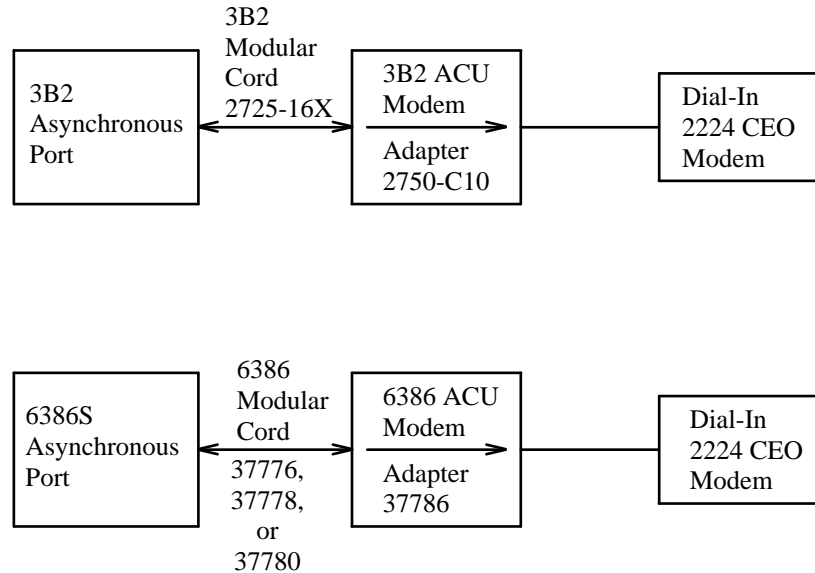 3B2
Asynchronous
Port
3B2
Modular
Cord
2725-16X
3B2 ACU
Modem
Adapter
2750-C10
Dial-In
2224 CEO
Modem
6386S
Asynchronous
Port
6386
Modular
Cord
37776,
37778,
or
37780
6386 ACU
Modem
Adapter
37786
Dial-In
2224 CEO
Modem